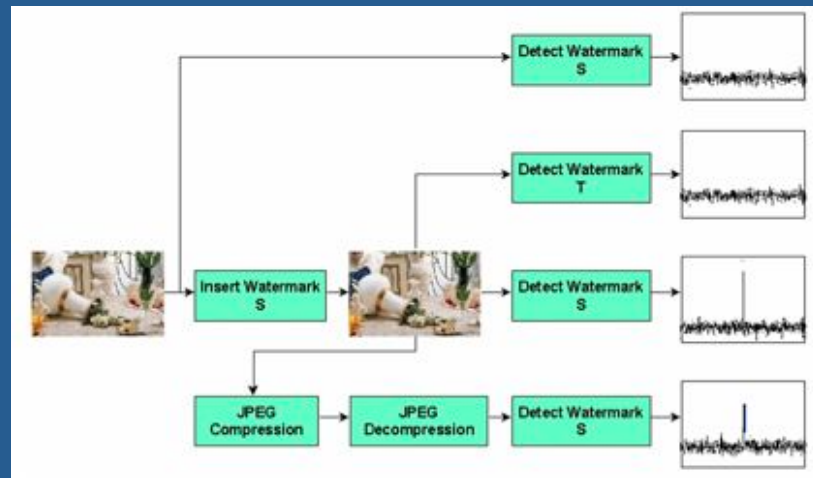 Detect Watermark
S
Detect Watermark
T
Insert Watermark
S
Detect Watermark
S
JPEG
Compression
JPEG
Decompression
Detect Watermark
S